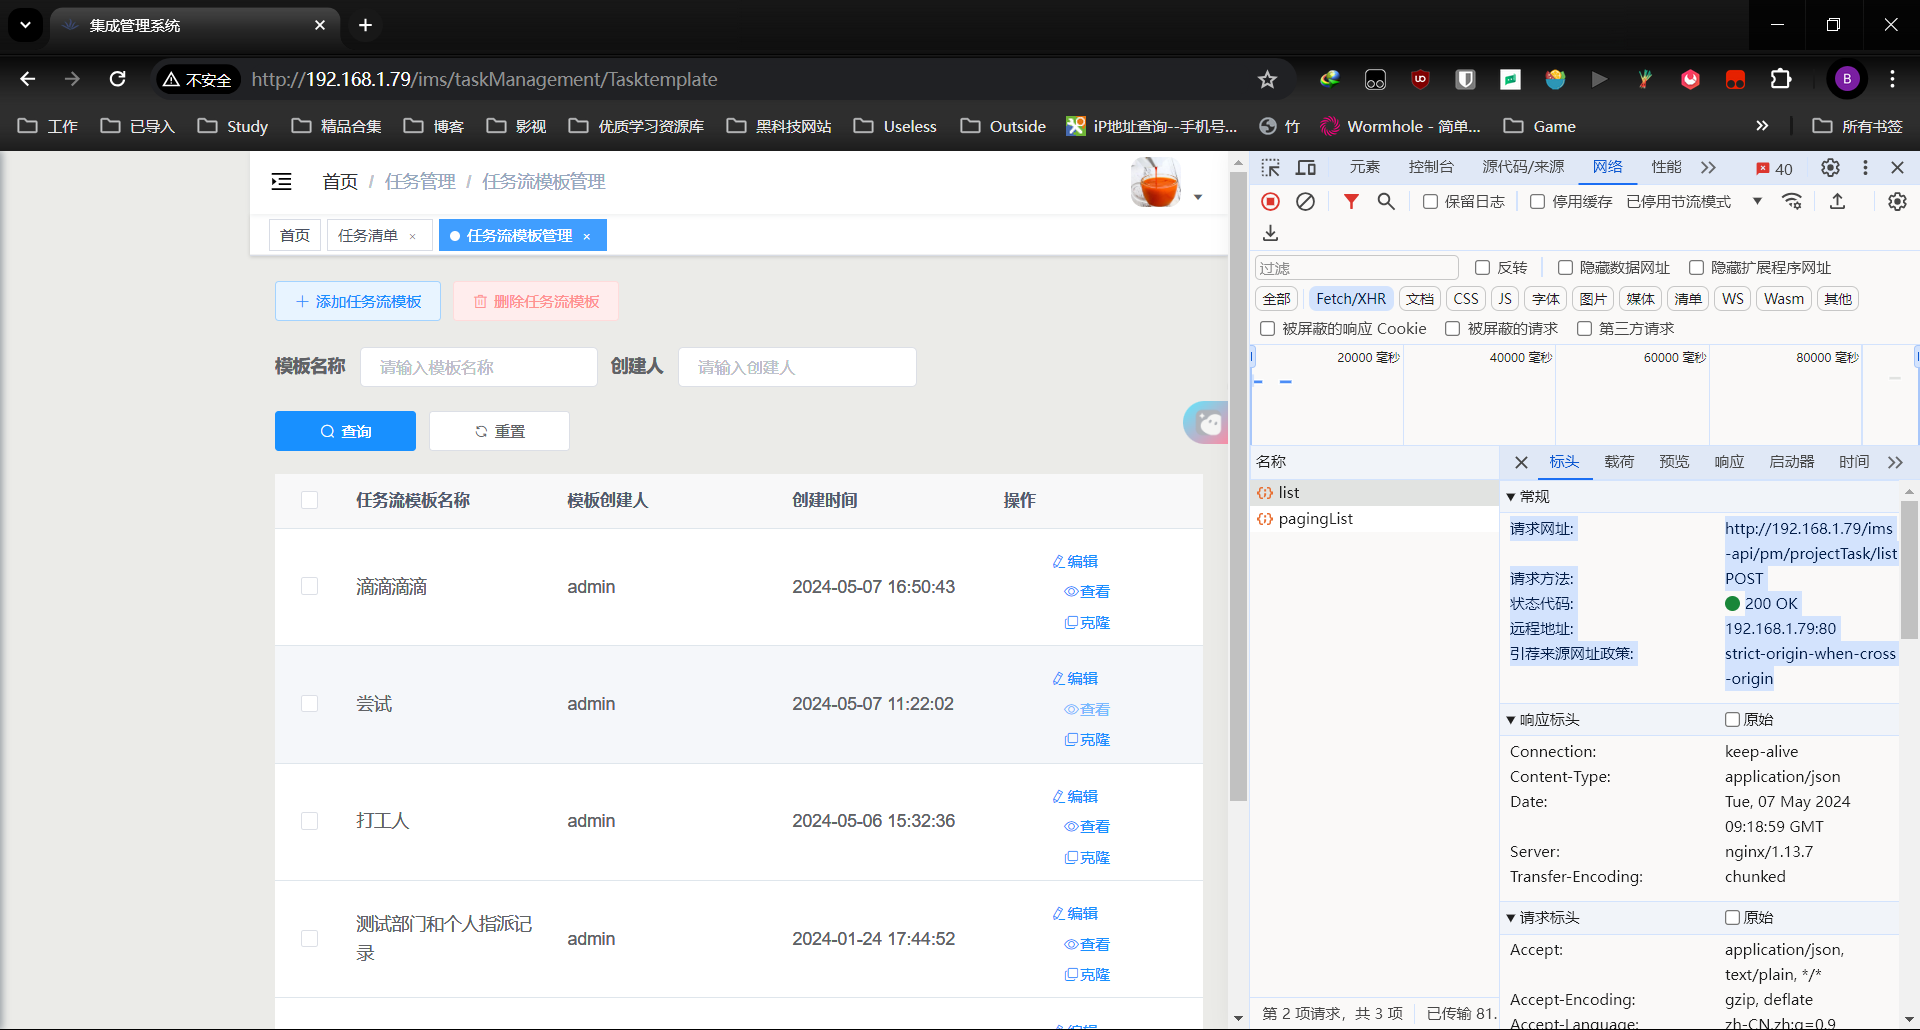 集成管理系统
不安全 http://192.168.1.79/ims/taskManagement/Tasktemplate
B
工作 已导入 Study 精品合集 博客 影视 优质学习资源库 黑科技网站 Useless Outside iP地址查询--手机号... 竹 Wormhole - 简单... Game 所有书签
首页 / 任务管理 / 任务流模板管理
首页 任务清单 × 任务流模板管理 ×
+ 添加任务流模板 删除任务流模板
模板名称 请输入模板名称 创建人 请输入创建人
查询 重置
任务流模板名称 模板创建人 创建时间 操作
滴滴滴滴 admin 2024-05-07 16:50:43 编辑
查看
克隆
尝试 admin 2024-05-07 11:22:02 编辑
查看
克隆
打工人 admin 2024-05-06 15:32:36 编辑
查看
克隆
测试部门和个人指派记
录 admin 2024-01-24 17:44:52 编辑
查看
克隆
编辑
元素 控制台 源代码/来源 网络 性能 40
保留日志 停用缓存 已停用节流模式
过滤 反转 隐藏数据网址 隐藏扩展程序网址
全部 Fetch/XHR 文档 CSS JS 字体 图片 媒体 清单 WS Wasm 其他
被屏蔽的响应 Cookie 被屏蔽的请求 第三方请求
20000 毫秒 40000 毫秒 60000 毫秒 80000 毫秒
名称
list
pagingList
标头 载荷 预览 响应 启动器 时间
常规
请求网址: http://192.168.1.79/ims
-api/pm/projectTask/list
请求方法: POST
状态代码: 200 OK
远程地址: 192.168.1.79:80
引荐来源网址政策: strict-origin-when-cross
-origin
响应标头 原始
Connection: keep-alive
Content-Type: application/json
Date: Tue, 07 May 2024
09:18:59 GMT
Server: nginx/1.13.7
Transfer-Encoding: chunked
请求标头 原始
Accept: application/json,
text/plain, */*
Accept-Encoding: gzip, deflate
Accept-Language: zh-CN,zh;q=0.9
第 2 项请求，共 3 项 已传输 81.